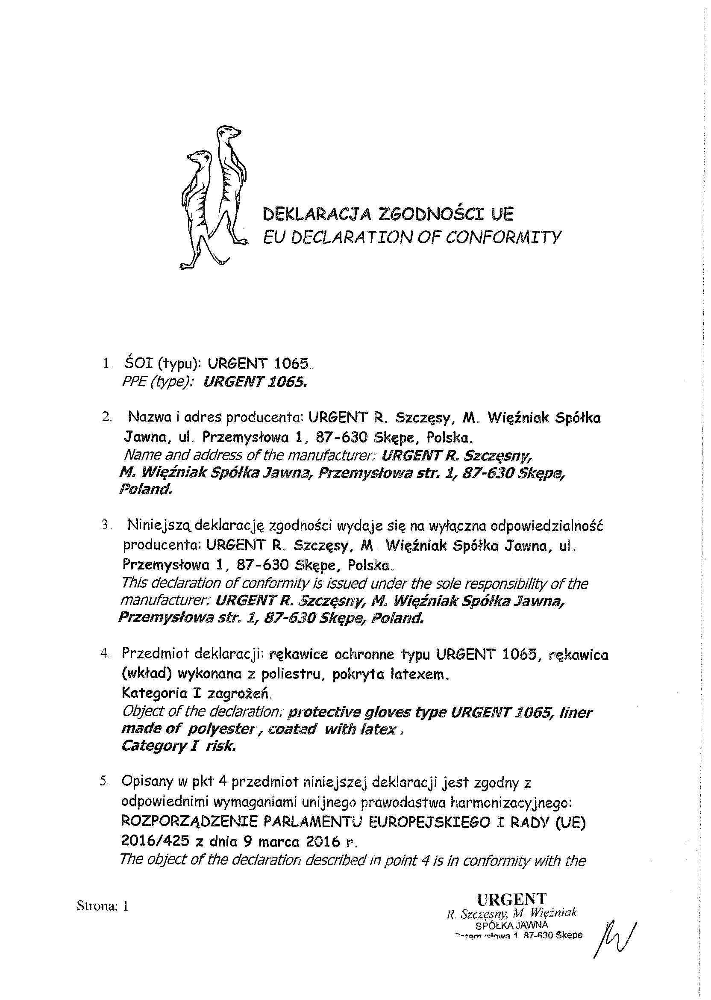 DEKLARACJA ZGODNOŚCI UE
EU DECLARATION OF CONFORMITY
1. ŚOI (typu): URGENT 1065.
PPE (type): URGENT 1065.
2. Nazwa i adres producenta: URGENT R. Szczęsy, M. Więźniak Spółka
Jawna, ul. Przemysłowa 1, 87-630 Skępe, Polska.
Name and address of the manufacturer: URGENT R. Szczęsny,
M. Więźniak Spółka Jawna, Przemysłowa str. 1, 87-630 Skępe,
Poland.
3. Niniejszą deklarację zgodności wydaje się na wyłączna odpowiedzialność
producenta: URGENT R. Szczęsy, M. Więźniak Spółka Jawna, ul.
Przemysłowa 1, 87-630 Skępe, Polska.
This declaration of conformity is issued under the sole responsibility of the
manufacturer: URGENT R. Szczęsny, M. Więźniak Spółka Jawna,
Przemysłowa str. 1, 87-630 Skępe, Poland.
4. Przedmiot deklaracji: rękawice ochronne typu URGENT 1065, rękawica
(wkład) wykonana z poliestru, pokryta latexem.
Kategoria I zagrożeń.
Object of the declaration: protective gloves type URGENT 1065, liner
made of polyester, coated with latex.
Category I risk.
5. Opisany w pkt 4 przedmiot niniejszej deklaracji jest zgodny z
odpowiednimi wymaganiami unijnego prawodastwa harmonizacyjnego:
ROZPORZĄDZENIE PARLAMENTU EUROPEJSKIEGO I RADY (UE)
2016/425 z dnia 9 marca 2016 r.
The object of the declaration described in point 4 is in conformity with the
Strona: 1
URGENT
R. Szczęsny, M. Więźniak
SPÓŁKA JAWNA
1 87-630 Skępe